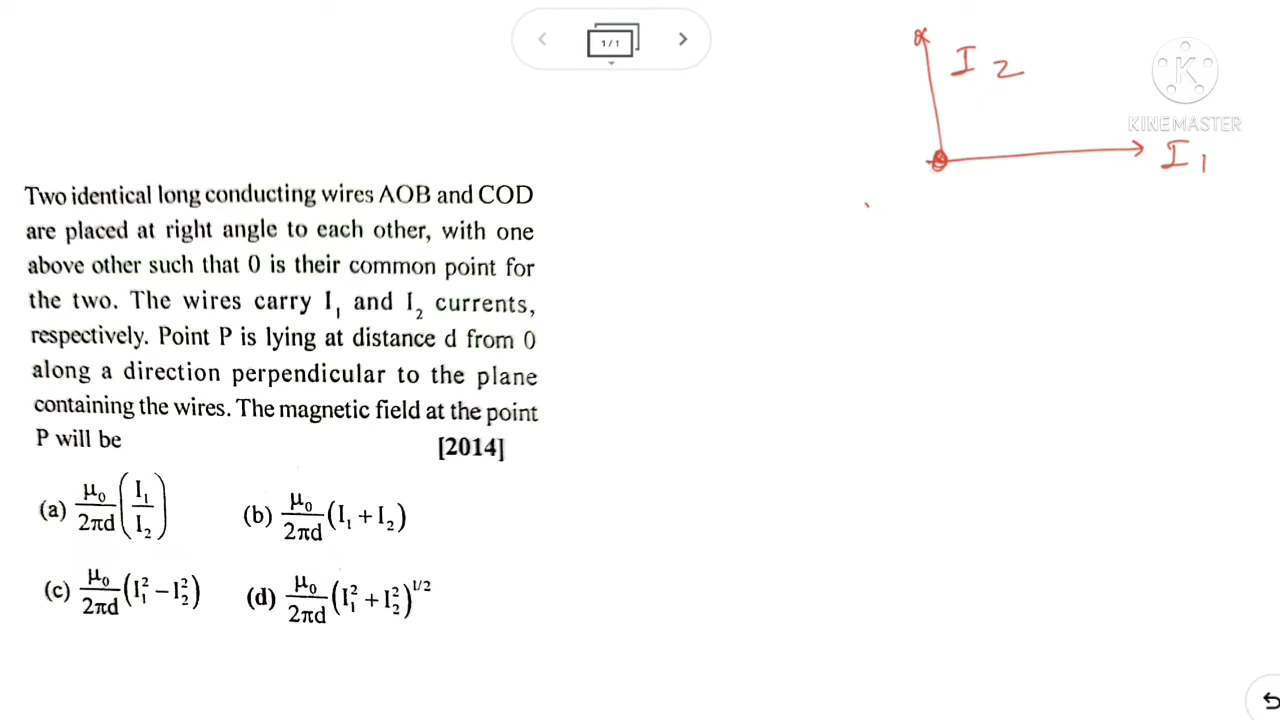 1/1
I 2
KINEMASTER
I1
Two identical long conducting wires AOB and COD
are placed at right angle to each other, with one
above other such that 0 is their common point for
the two. The wires carry I₁ and I₂ currents,
respectively. Point P is lying at distance d from 0
along a direction perpendicular to the plane
containing the wires. The magnetic field at the point
P will be [2014]
(a) μ₀/2πd (I₁/I₂) (b) μ₀/2πd (I₁ + I₂)
(c) μ₀/2πd (I₁² − I₂²) (d) μ₀/2πd (I₁² + I₂²)^1/2